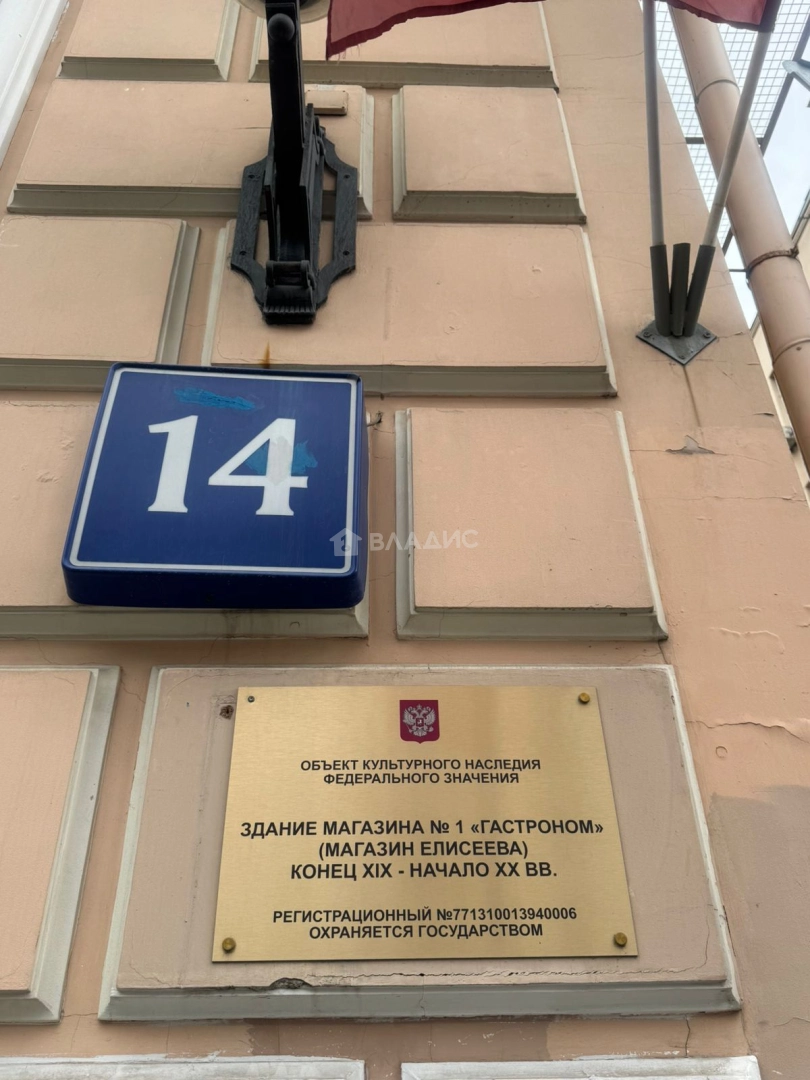 14
ВЛАДИС
ОБЪЕКТ КУЛЬТУРНОГО НАСЛЕДИЯ
ФЕДЕРАЛЬНОГО ЗНАЧЕНИЯ
ЗДАНИЕ МАГАЗИНА № 1 «ГАСТРОНОМ»
(МАГАЗИН ЕЛИСЕЕВА)
КОНЕЦ XIX - НАЧАЛО XX ВВ.
РЕГИСТРАЦИОННЫЙ №771310013940006
ОХРАНЯЕТСЯ ГОСУДАРСТВОМ